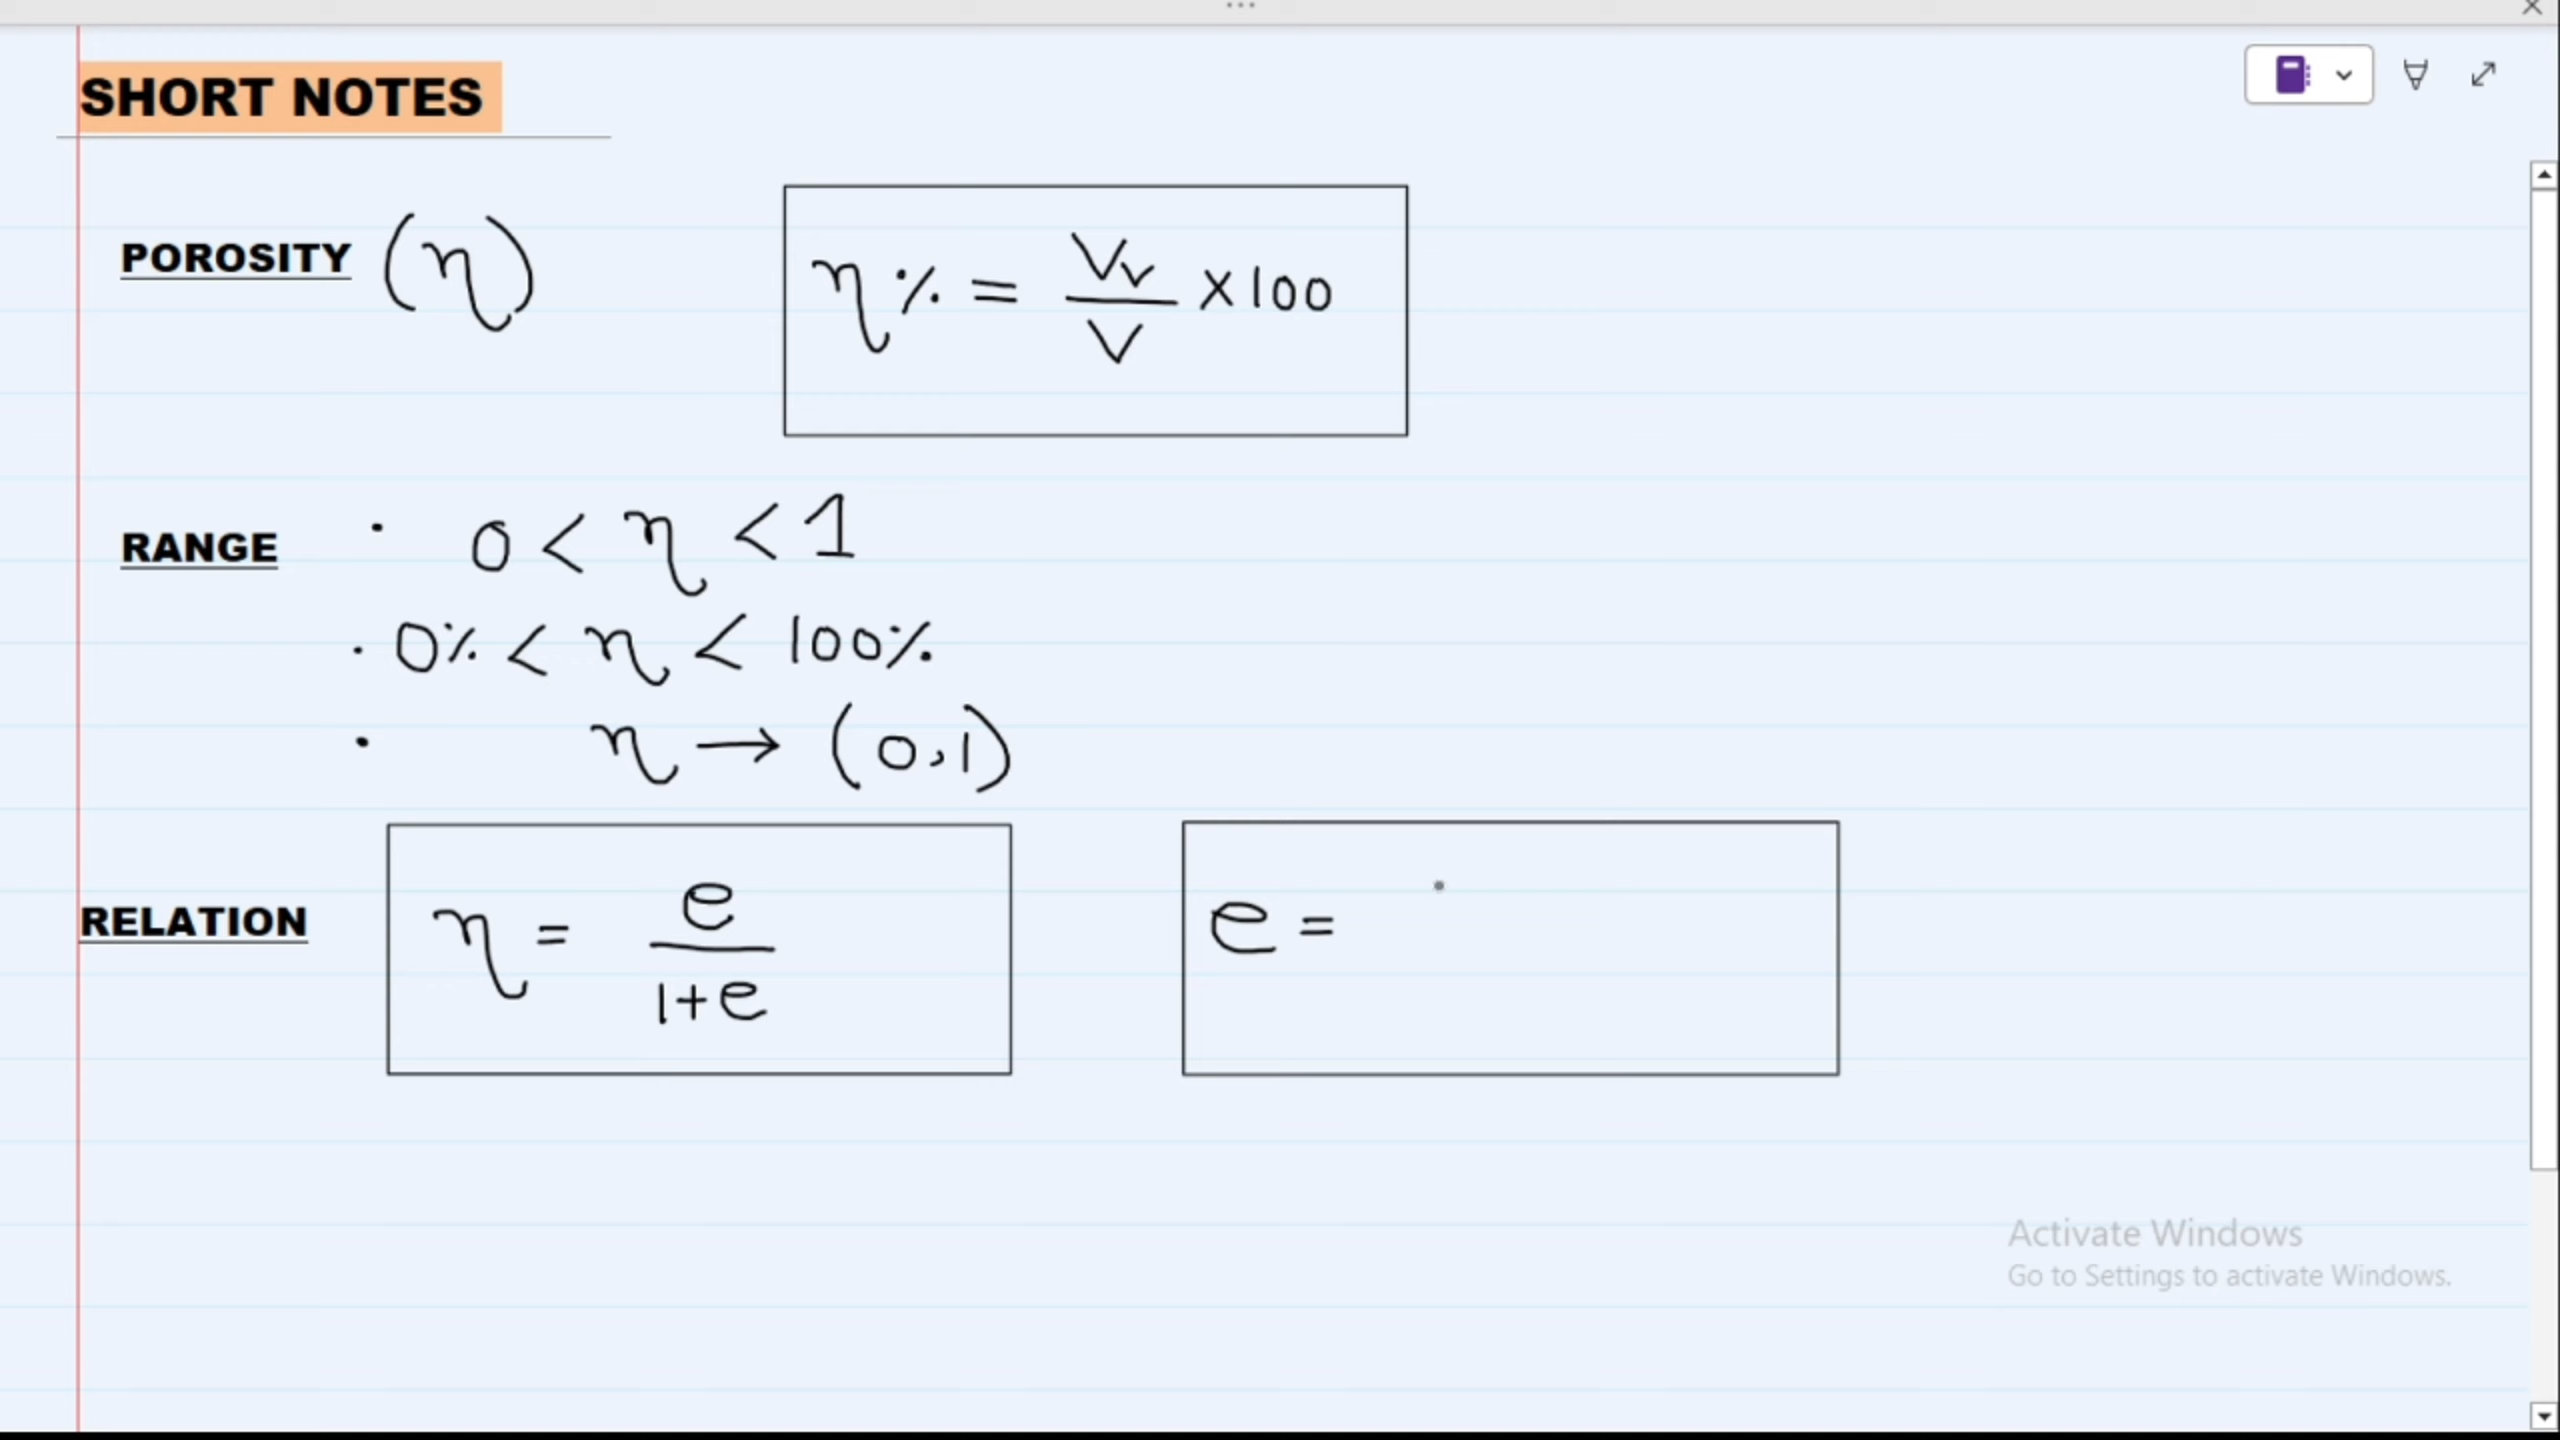 SHORT NOTES
POROSITY (η)
η% = Vv/V ×100
RANGE · 0 < η < 1
· 0% < η < 100%
· η → (0,1)
RELATION η = e/1+e
e =
Activate Windows
Go to Settings to activate Windows.